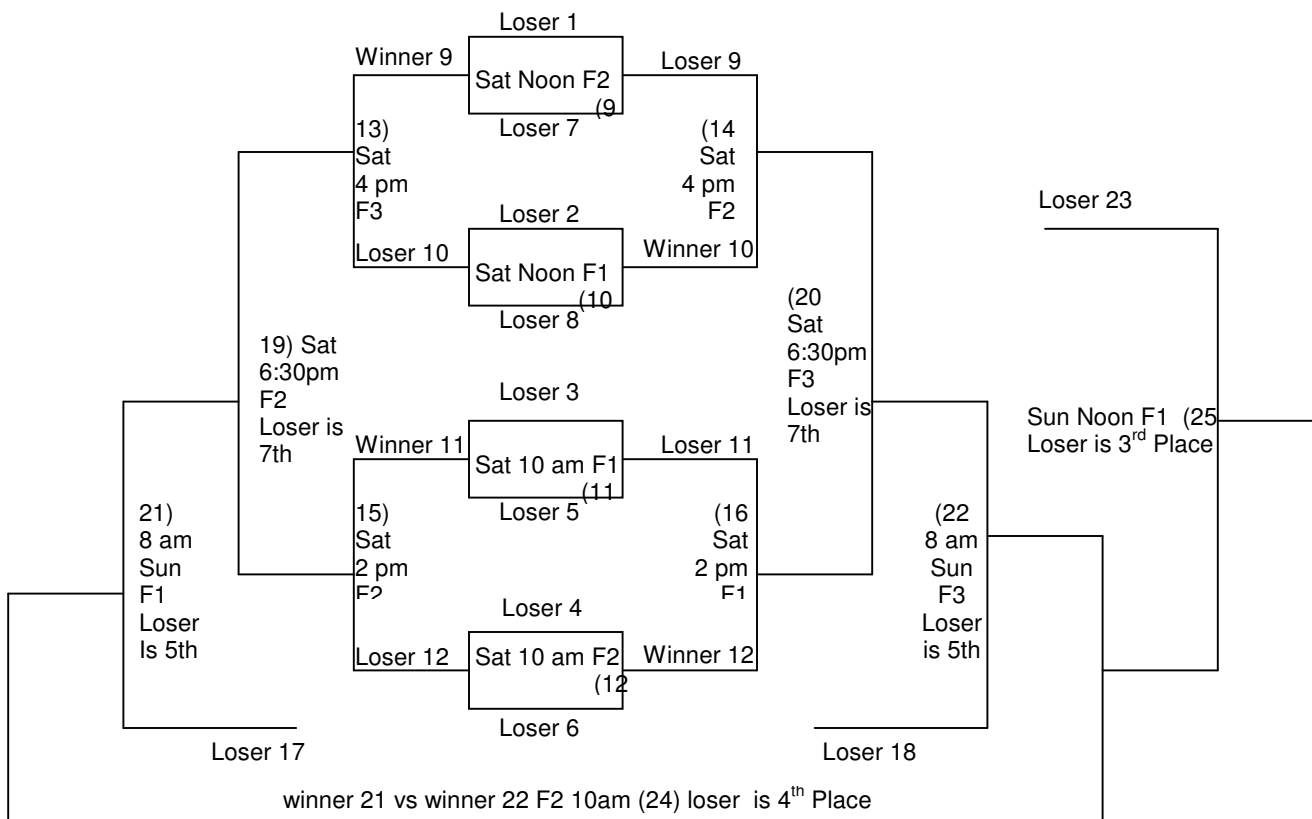 Loser 1
Winner 9
Sat Noon F2
(9
Loser 9
Loser 7
13)
Sat
4 pm
F3
(14
Sat
4 pm
F2
Loser 2
Loser 10
Sat Noon F1
(10
Winner 10
Loser 8
Loser 23
19) Sat
6:30pm
F2
Loser is
7th
(20
Sat
6:30pm
F3
Loser is
7th
Loser 3
Winner 11
Sat 10 am F1
(11
Loser 11
Loser 5
Sun Noon F1 (25
Loser is 3rd Place
21)
8 am
Sun
F1
Loser
Is 5th
15)
Sat
2 pm
F2
(16
Sat
2 pm
F1
(22
8 am
Sun
F3
Loser
is 5th
Loser 4
Loser 12
Sat 10 am F2
(12
Winner 12
Loser 6
Loser 17
Loser 18
winner 21 vs winner 22 F2 10am (24) loser is 4th Place